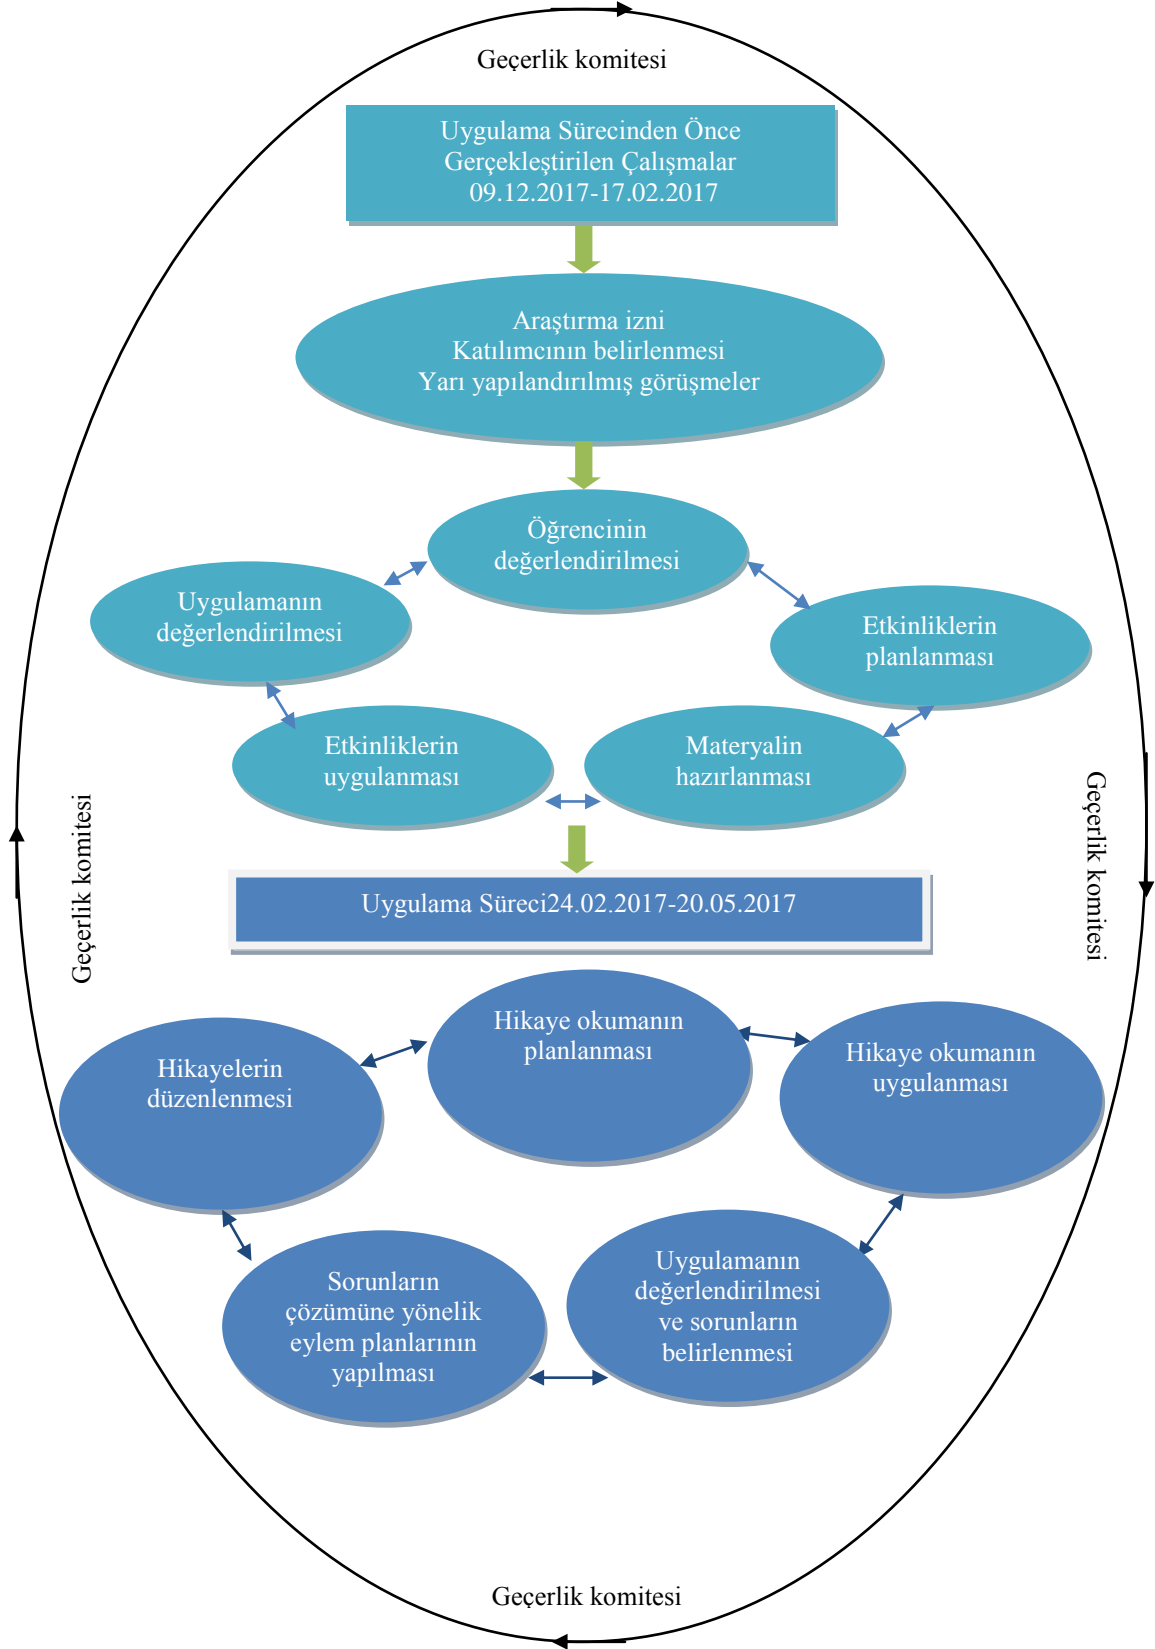 Geçerlik komitesi
Uygulama Sürecinden Önce
Gerçekleştirilen Çalışmalar
09.12.2017-17.02.2017
Araştırma izni
Katılımcının belirlenmesi
Yarı yapılandırılmış görüşmeler
Öğrencinin
değerlendirilmesi
Uygulamanın
değerlendirilmesi
Etkinliklerin
planlanması
Etkinliklerin
uygulanması
Materyalin
hazırlanması
Geçerlik komitesi
Geçerlik komitesi
Uygulama Süreci24.02.2017-20.05.2017
Hikaye okumanın
planlanması
Hikaye okumanın
uygulanması
Hikayelerin
düzenlenmesi
Uygulamanın
değerlendirilmesi
ve sorunların
belirlenmesi
Sorunların
çözümüne yönelik
eylem planlarının
yapılması
Geçerlik komitesi